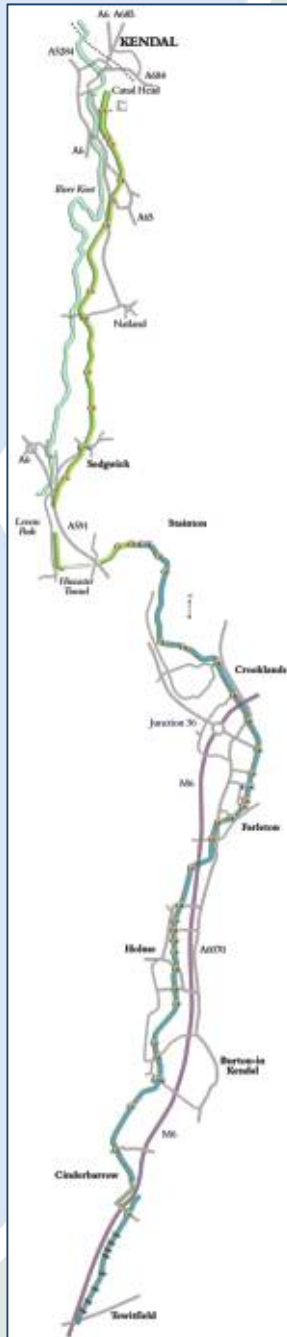 A6 A685
KENDAL
A5284
A684
Canal Head
A6
River Kent
A65
Natland
A6
Sedgwick
Stainton
Levens
Park
A591
Hincaster
Tunnel
Crooklands
Junction 36
M6
Farleton
Holme
A6070
Burton-in
Kendal
M6
Cinderbarrow
Tewitfield